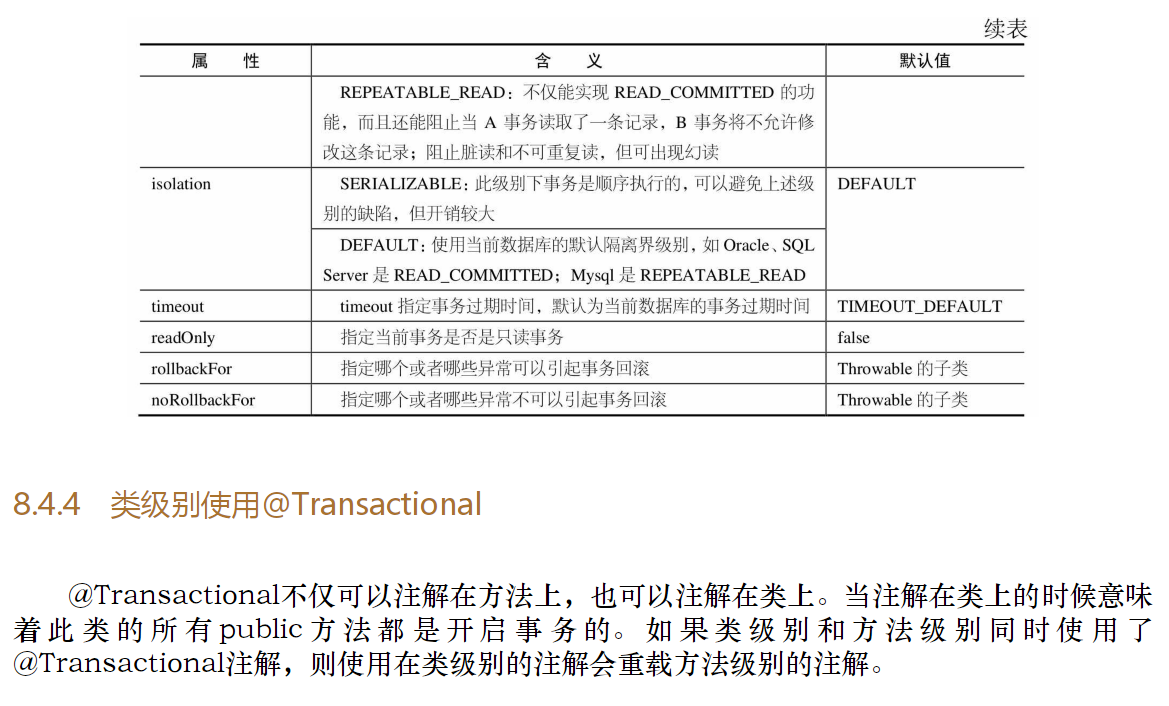 续表
属 性 含 义 默认值
REPEATABLE_READ：不仅能实现 READ_COMMITTED 的功
能，而且还能阻止当 A 事务读取了一条记录，B 事务将不允许修
改这条记录；阻止脏读和不可重复读，但可出现幻读
isolation SERIALIZABLE：此级别下事务是顺序执行的，可以避免上述级 DEFAULT
别的缺陷，但开销较大
DEFAULT：使用当前数据库的默认隔离界级别，如 Oracle、SQL
Server 是 READ_COMMITTED；Mysql 是 REPEATABLE_READ
timeout timeout 指定事务过期时间，默认为当前数据库的事务过期时间 TIMEOUT_DEFAULT
readOnly 指定当前事务是否是只读事务 false
rollbackFor 指定哪个或者哪些异常可以引起事务回滚 Throwable 的子类
noRollbackFor 指定哪个或者哪些异常不可以引起事务回滚 Throwable 的子类
8.4.4 类级别使用@Transactional
@Transactional不仅可以注解在方法上，也可以注解在类上。当注解在类上的时候意味
着此类的所有public方法都是开启事务的。如果类级别和方法级别同时使用了
@Transactional注解，则使用在类级别的注解会重载方法级别的注解。